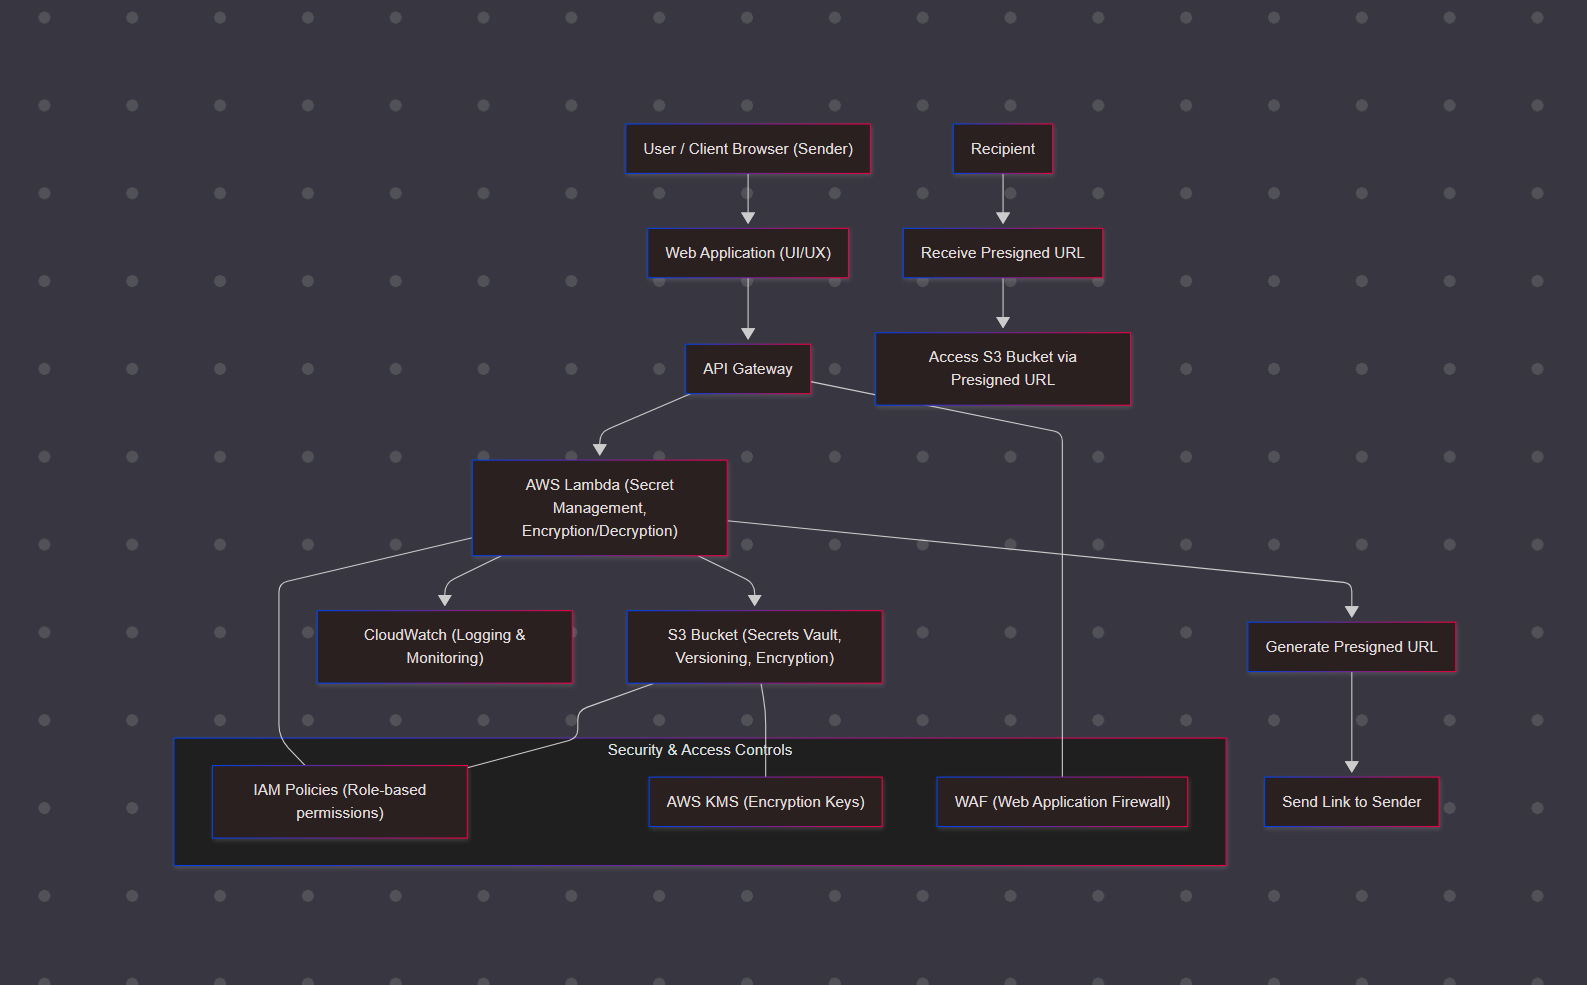 User / Client Browser (Sender)
Recipient
Web Application (UI/UX)
Receive Presigned URL
API Gateway
Access S3 Bucket via
Presigned URL
AWS Lambda (Secret
Management,
Encryption/Decryption)
CloudWatch (Logging &
Monitoring)
S3 Bucket (Secrets Vault,
Versioning, Encryption)
Generate Presigned URL
Security & Access Controls
IAM Policies (Role-based
permissions)
AWS KMS (Encryption Keys)
WAF (Web Application Firewall)
Send Link to Sender